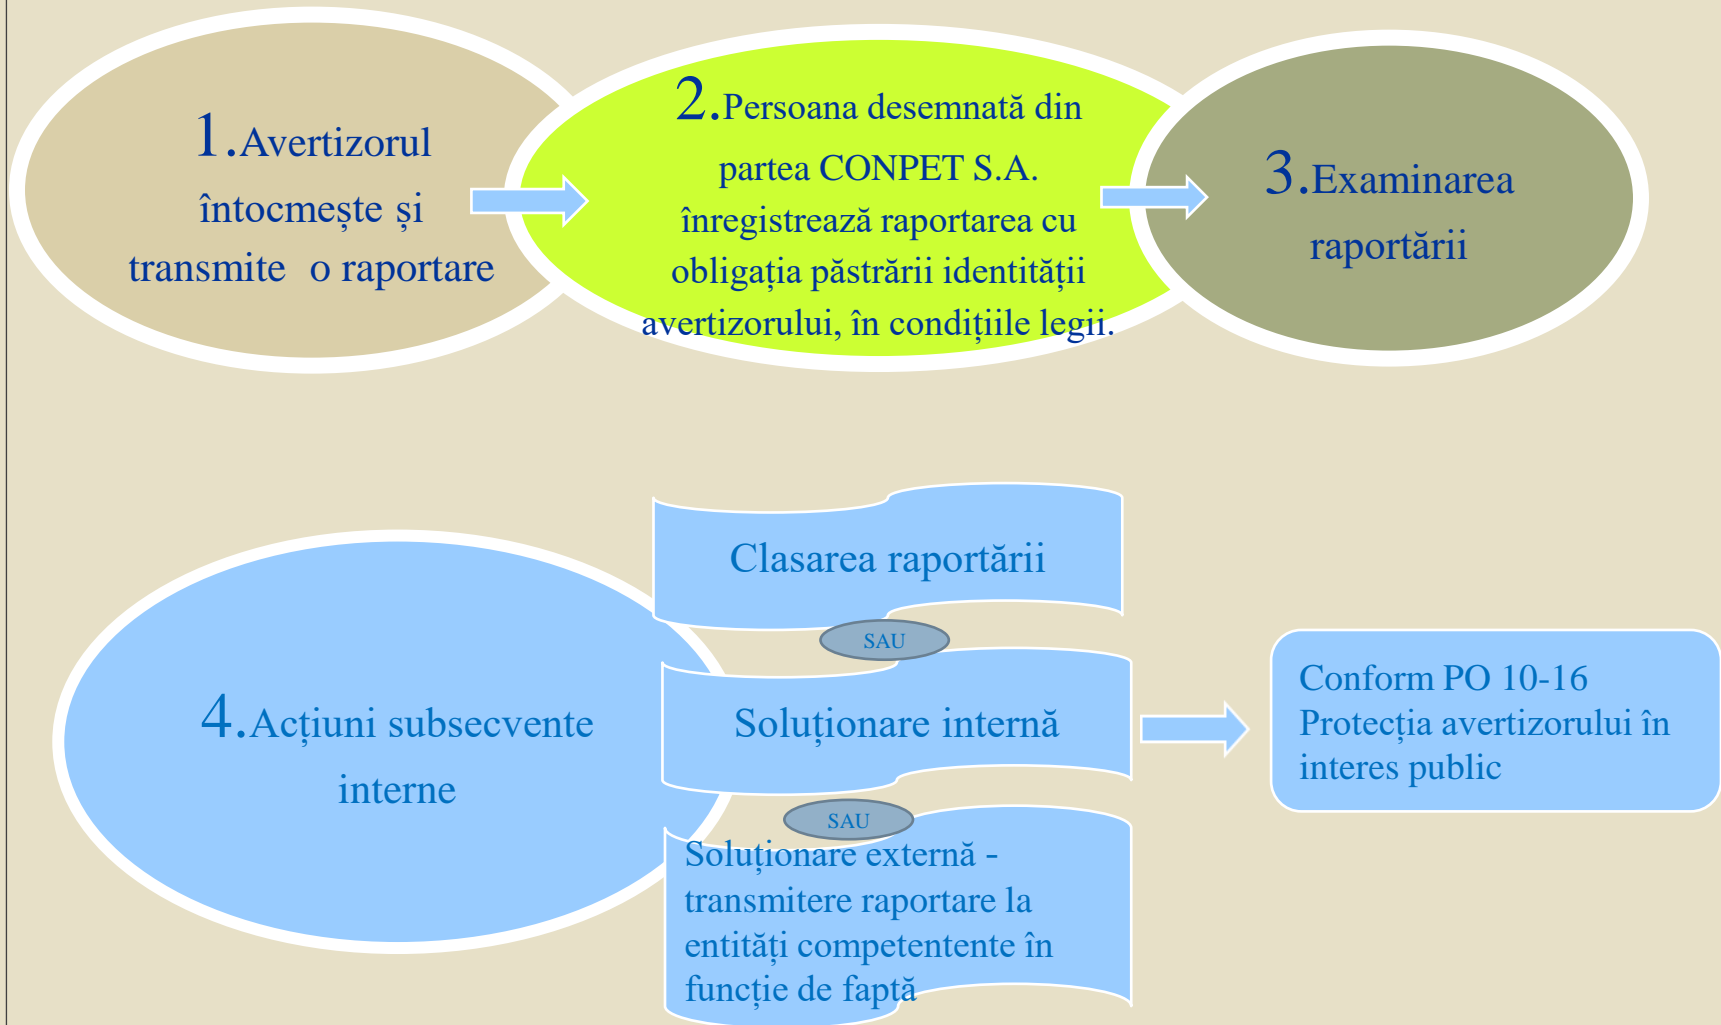 1.Avertizorul
întocmește și
transmite o raportare
2.Persoana desemnată din
partea CONPET S.A.
înregistrează raportarea cu
obligația păstrării identității
avertizorului, în condițiile legii.
3.Examinarea
raportării
4.Acțiuni subsecvente
interne
Clasarea raportării
SAU
Soluționare internă
SAU
Soluționare externă -
transmitere raportare la
entități competentente în
funcție de faptă
Conform PO 10-16
Protecția avertizorului în
interes public